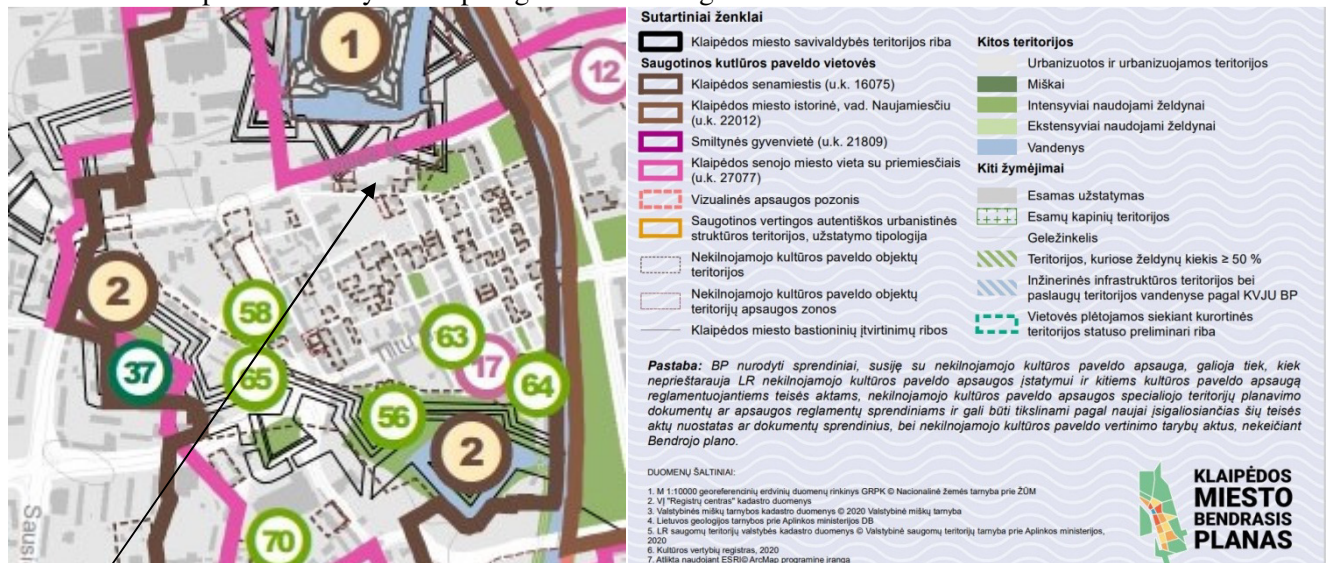 1
12
2
58
37
65
63
17
64
56
2
70
Sausi
Sutartiniai ženklai
Klaipėdos miesto savivaldybės teritorijos riba
Saugotinos kutlūros paveldo vietovės
Klaipėdos senamiestis (u.k. 16075)
Klaipėdos miesto istorinė, vad. Naujamiesčiu
(u.k. 22012)
Smiltynės gyvenvietė (u.k. 21809)
Klaipėdos senojo miesto vieta su priemiesčiais
(u.k. 27077)
Vizualinės apsaugos pozonis
Saugotinos vertingos autentiškos urbanistinės
struktūros teritorijos, užstatymo tipologija
Nekilnojamojo kultūros paveldo objektų
teritorijos
Nekilnojamojo kultūros paveldo objektų
teritorijų apsaugos zonos
Klaipėdos miesto bastioninių įtvirtinimų ribos
Kitos teritorijos
Urbanizuotos ir urbanizuojamos teritorijos
Miškai
Intensyviai naudojami želdynai
Ekstensyviai naudojami želdynai
Vandenys
Kiti žymėjimai
Esamas užstatymas
Esamų kapinių teritorijos
Geležinkelis
Teritorijos, kuriose želdynų kiekis ≥ 50 %
Inžinerinės infrastruktūros teritorijos bei
paslaugų teritorijos vandenyse pagal KVJU BP
Vietovės plėtojamos siekiant kurortinės
teritorijos statuso preliminari riba
Pastaba: BP nurodyti sprendiniai, susiję su nekilnojamojo kultūros paveldo apsauga, galioja tiek, kiek
neprieštarauja LR nekilnojamojo kultūros paveldo apsaugos įstatymui ir kitiems kultūros paveldo apsaugą
reglamentuojantiems teisės aktams, nekilnojamojo kultūros paveldo apsaugos specialiojo teritorijų planavimo
dokumentų ar apsaugos reglamentų sprendiniams ir gali būti tikslinami pagal naujai įsigaliosiančias šių teisės
aktų nuostatas ar dokumentų sprendinius, bei nekilnojamojo kultūros paveldo vertinimo tarybų aktus, nekeičiant
Bendrojo plano.
DUOMENŲ ŠALTINIAI:
1. M 1:10000 georeferencinių erdvinių duomenų rinkinys GRPK © Nacionalinė žemės tarnyba prie ŽŪM
2. VĮ "Registrų centras" kadastro duomenys
3. Valstybinės miškų tarnybos kadastro duomenys © 2020 Valstybinė miškų tarnyba
4. Lietuvos geologijos tarnybos prie Aplinkos ministerijos DB
5. LR saugomų teritorijų valstybės kadastro duomenys © Valstybinė saugomų teritorijų tarnyba prie Aplinkos ministerijos,
2020
6. Kultūros vertybių registras, 2020
7. Atlikta naudojant ESRI© ArcMap programine įranga
KLAIPĖDOS
MIESTO
BENDRASIS
PLANAS